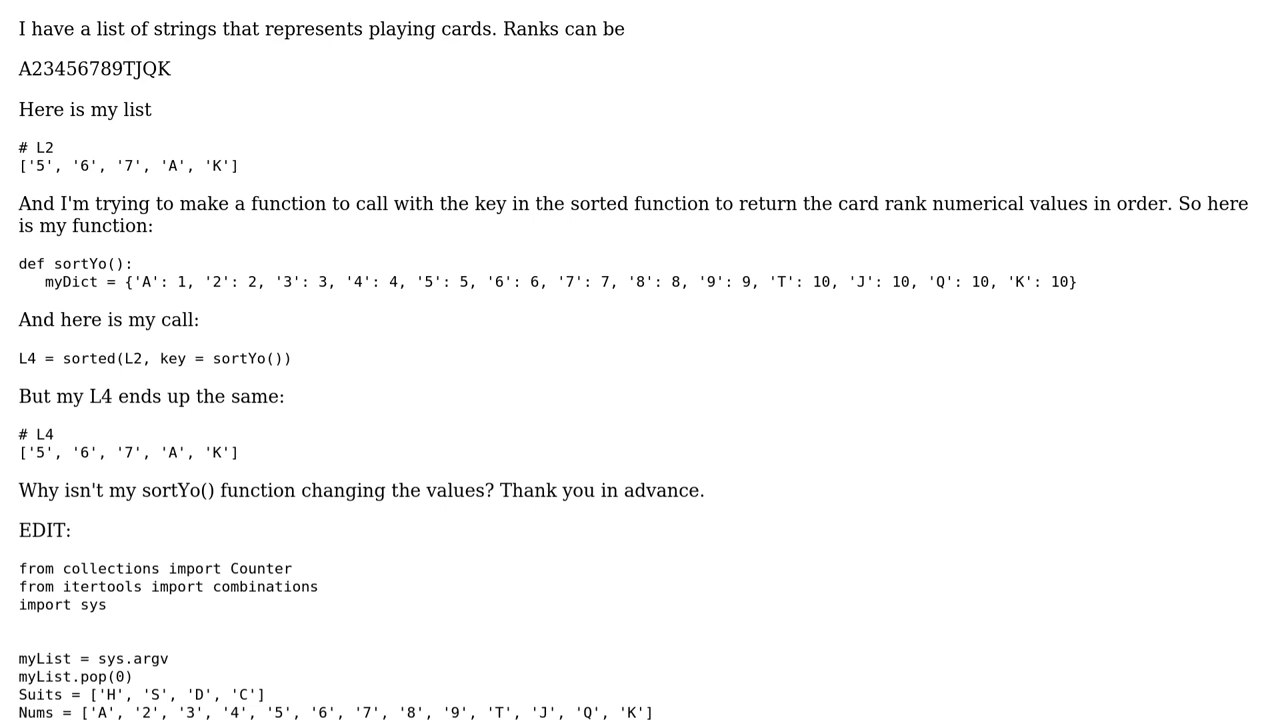 I have a list of strings that represents playing cards. Ranks can be
A23456789TJQK
Here is my list
# L2
['5', '6', '7', 'A', 'K']
And I'm trying to make a function to call with the key in the sorted function to return the card rank numerical values in order. So here
is my function:
def sortYo():
   myDict = {'A': 1, '2': 2, '3': 3, '4': 4, '5': 5, '6': 6, '7': 7, '8': 8, '9': 9, 'T': 10, 'J': 10, 'Q': 10, 'K': 10}
And here is my call:
L4 = sorted(L2, key = sortYo())
But my L4 ends up the same:
# L4
['5', '6', '7', 'A', 'K']
Why isn't my sortYo() function changing the values? Thank you in advance.
EDIT:
from collections import Counter
from itertools import combinations
import sys
myList = sys.argv
myList.pop(0)
Suits = ['H', 'S', 'D', 'C']
Nums = ['A', '2', '3', '4', '5', '6', '7', '8', '9', 'T', 'J', 'Q', 'K']